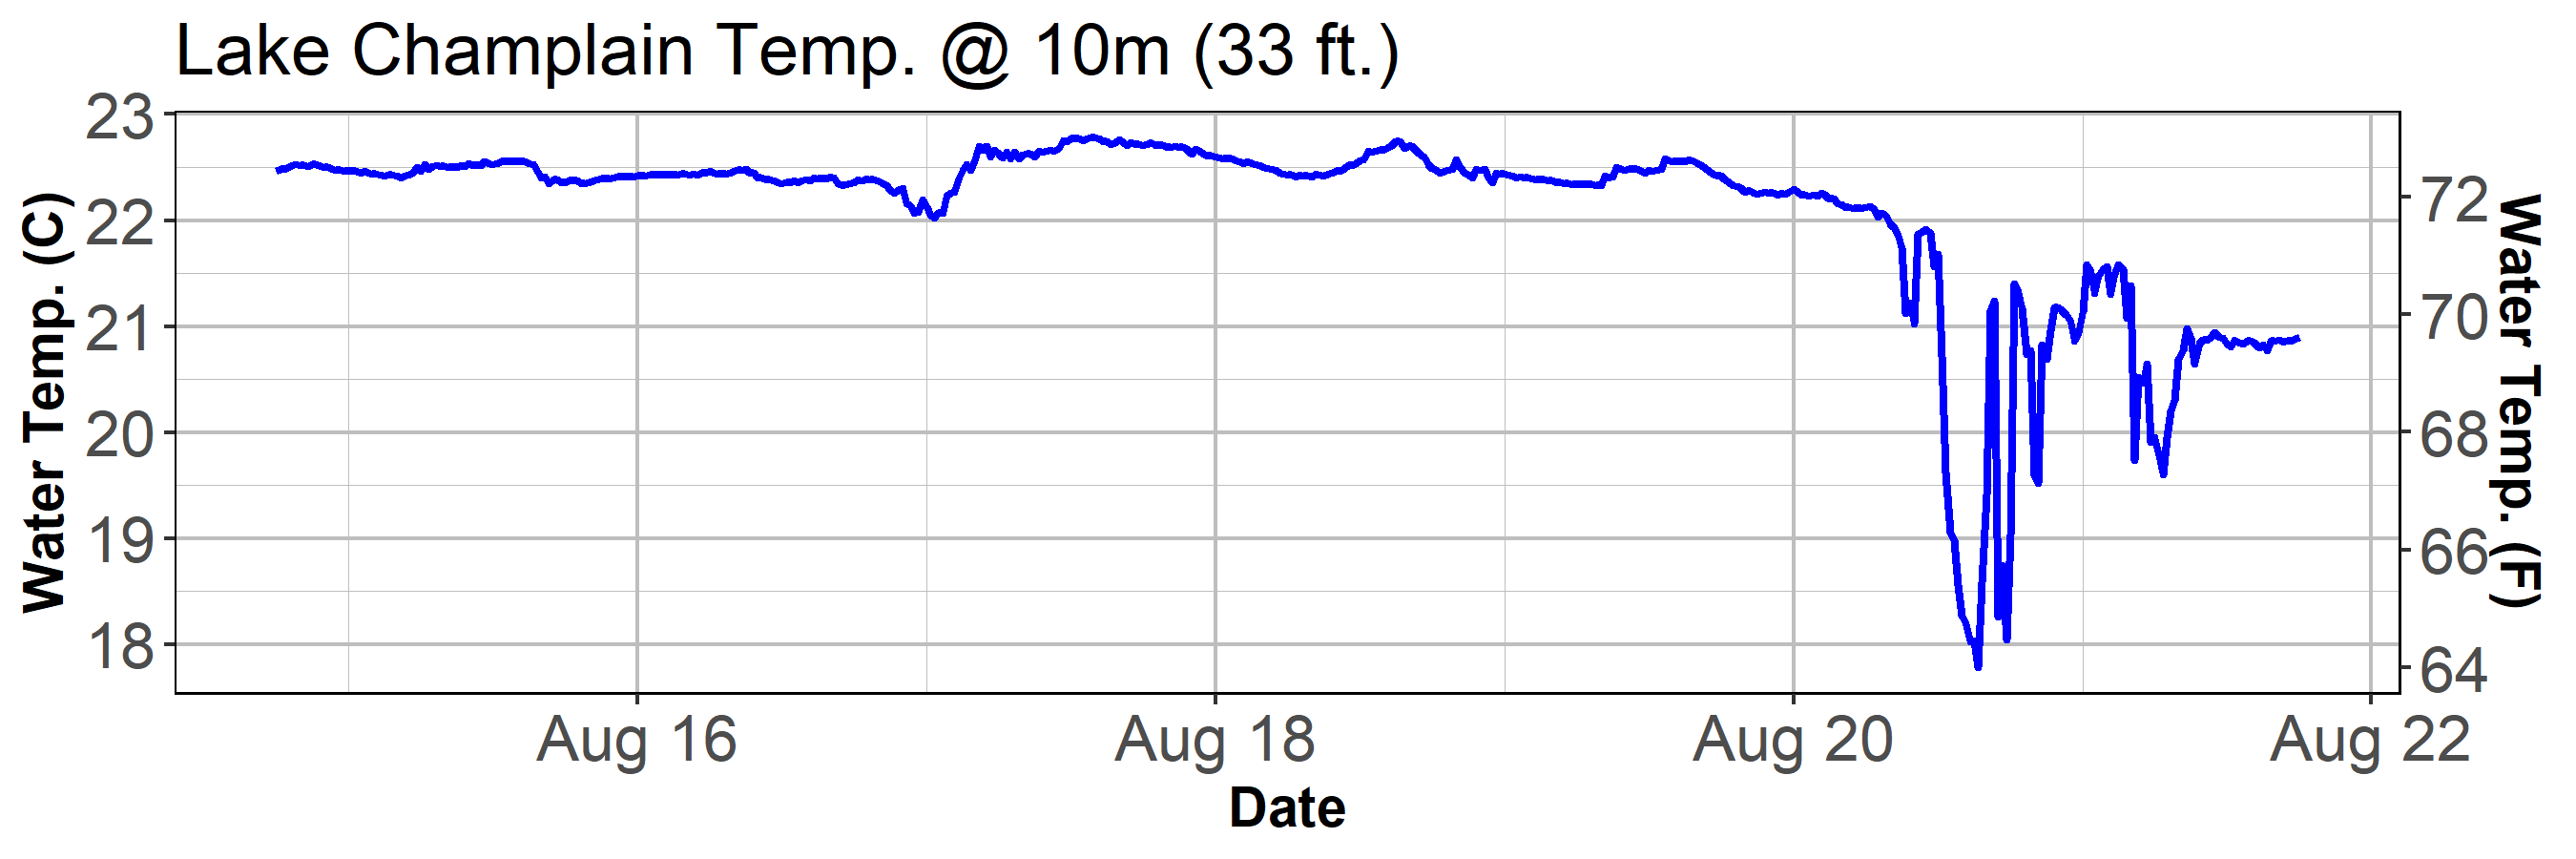 Lake Champlain Temp. @ 10m (33 ft.)
Water Temp. (C)
23
22
21
20
19
18
72
70
68
66
64
Water Temp. (F)
Aug 16
Aug 18
Aug 20
Aug 22
Date